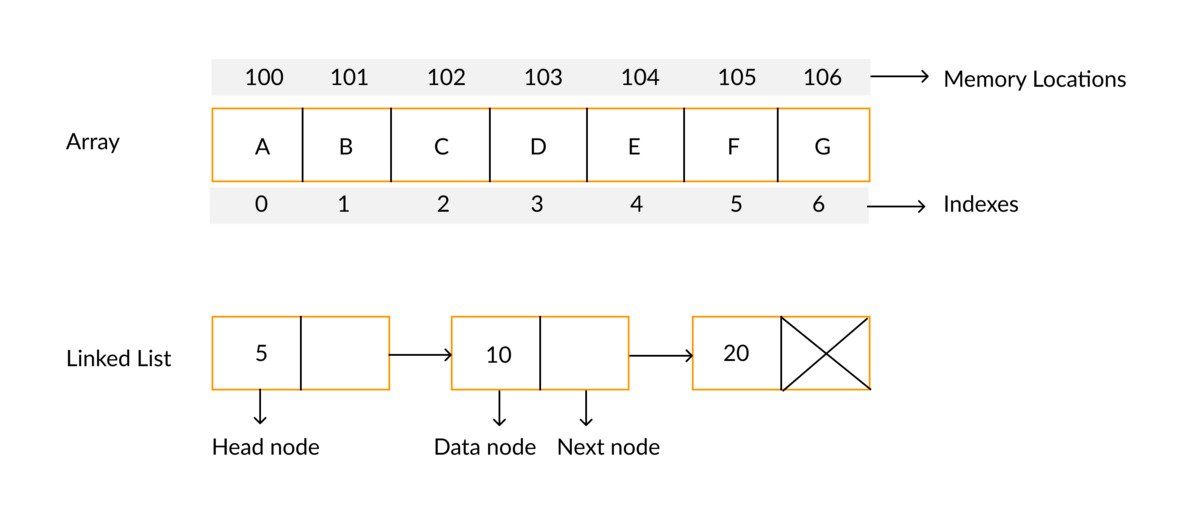 100 101 102 103 104 105 106 Memory Locations
Array A B C D E F G
0 1 2 3 4 5 6 Indexes
Linked List 5 10 20
Head node Data node Next node